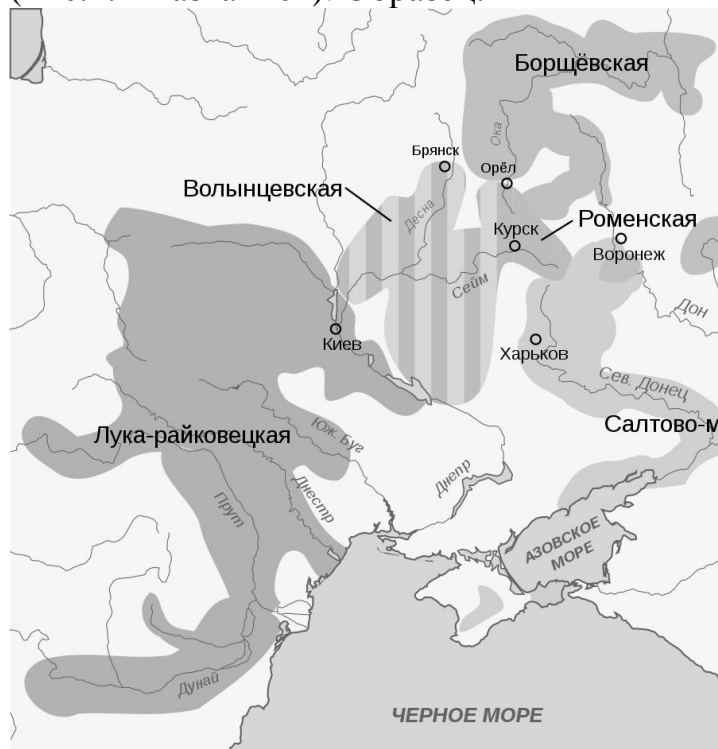 Борщёвская
Ока
Брянск
Орёл
Волынцевская
Десна
Роменская
Курск
Воронеж
Сейм
Дон
Киев
Харьков
Сев. Донец
Салтово-м
Лука-райковецкая
Юж. Буг
Днепр
Днестр
Прут
АЗОВСКОЕ
МОРЕ
Дунай
ЧЕРНОЕ МОРЕ